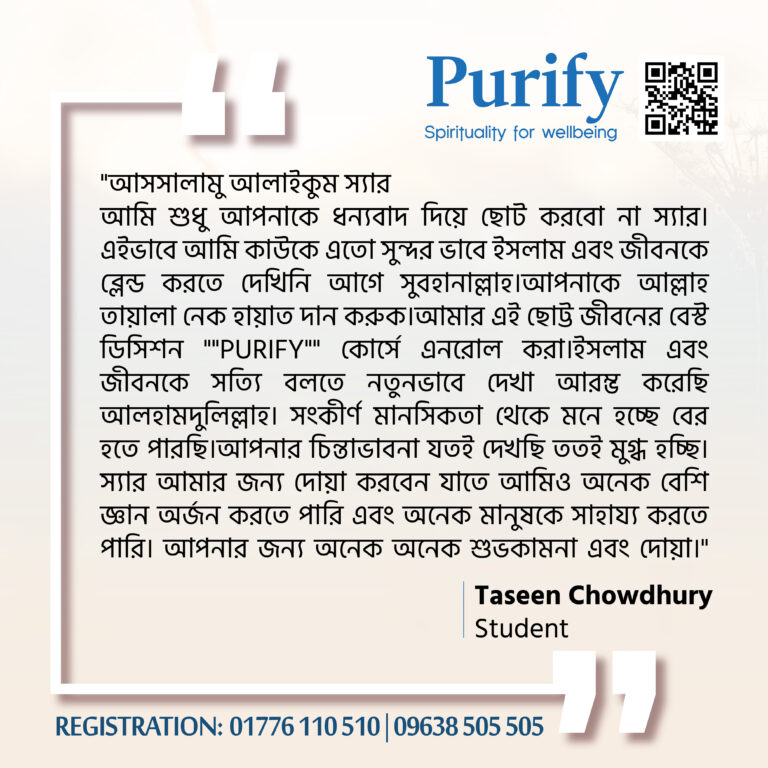 Purify
Spirituality for wellbeing
"আসসালামু আলাইকুম স্যার
আমি শুধু আপনাকে ধন্যবাদ দিয়ে ছোট করবো না স্যার।
এইভাবে আমি কাউকে এতো সুন্দর ভাবে ইসলাম এবং জীবনকে
ব্লেন্ড করতে দেখিনি আগে সুবহানাল্লাহ।আপনাকে আল্লাহ
তায়ালা নেক হায়াত দান করুক।আমার এই ছোট্ট জীবনের বেস্ট
ডিসিশন ""PURIFY"" কোর্সে এনরোল করা।ইসলাম এবং
জীবনকে সত্যি বলতে নতুনভাবে দেখা আরম্ভ করেছি
আলহামদুলিল্লাহ। সংকীর্ণ মানসিকতা থেকে মনে হচ্ছে বের
হতে পারছি।আপনার চিন্তাভাবনা যতই দেখছি ততই মুগ্ধ হচ্ছি।
স্যার আমার জন্য দোয়া করবেন যাতে আমিও অনেক বেশি
জ্ঞান অর্জন করতে পারি এবং অনেক মানুষকে সাহায্য করতে
পারি। আপনার জন্য অনেক অনেক শুভকামনা এবং দোয়া।"
Taseen Chowdhury
Student
REGISTRATION: 01776 110 510 | 09638 505 505